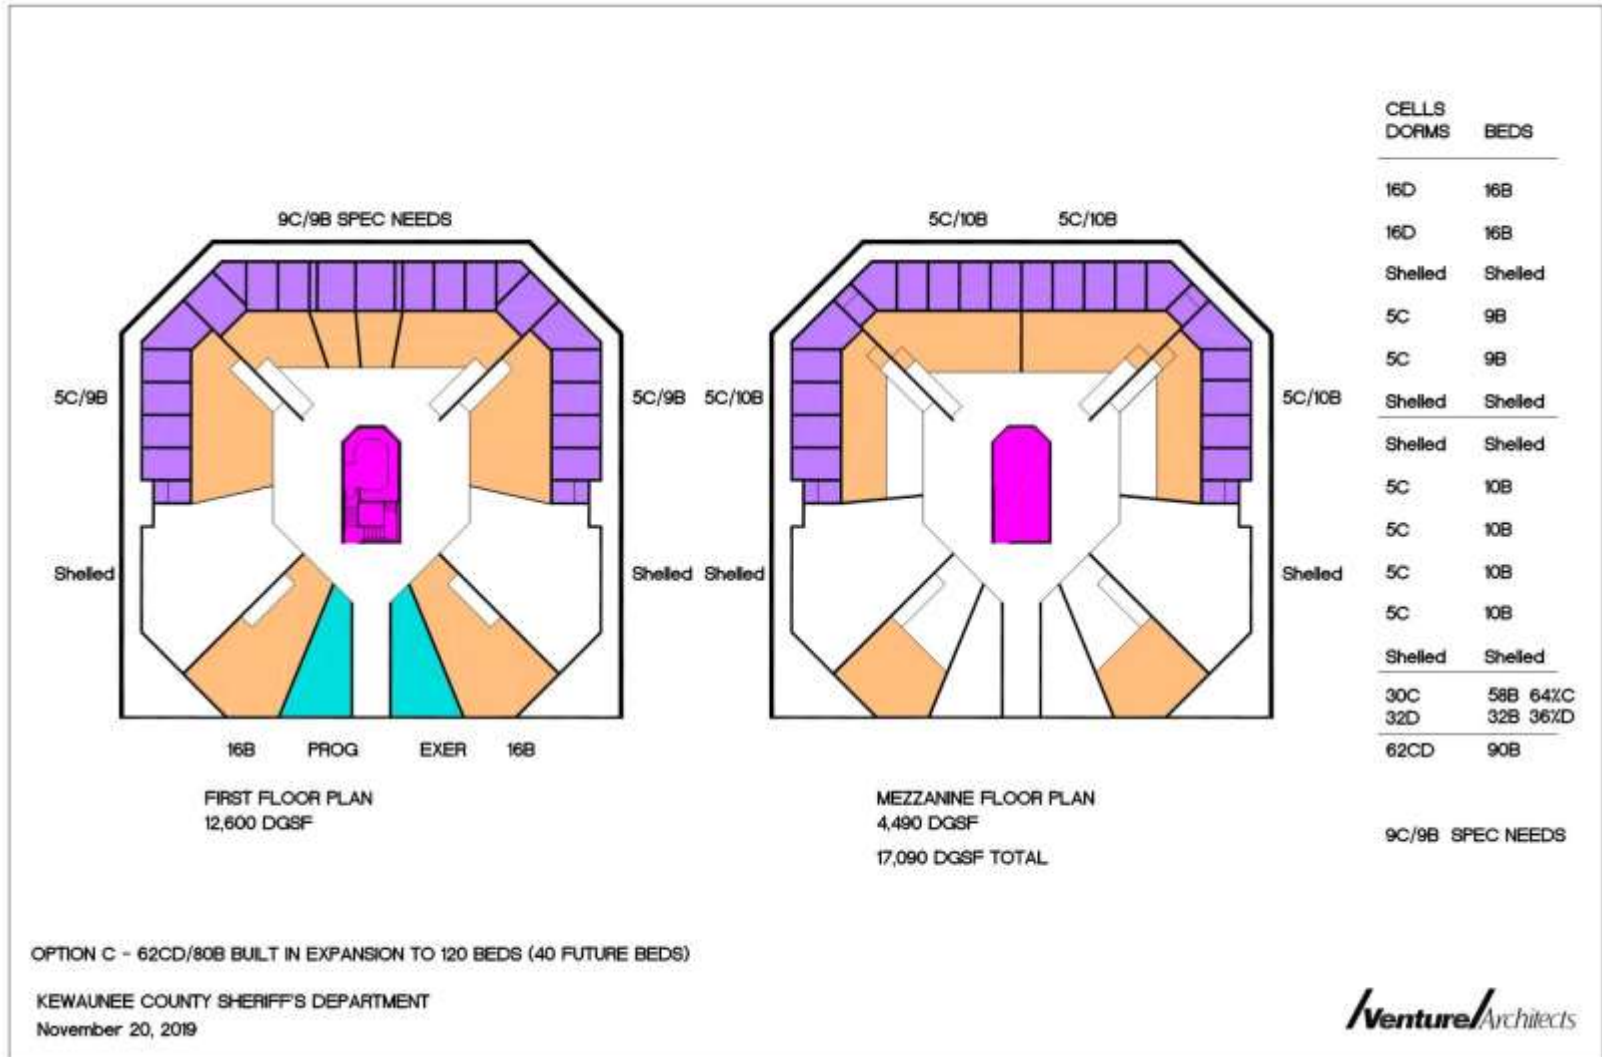 CELLS
DORMS BEDS
16D 16B
16D 16B
Shelled Shelled
5C 9B
5C 9B
Shelled Shelled
Shelled Shelled
5C 10B
5C 10B
5C 10B
5C 10B
Shelled Shelled
30C 58B 64%C
32D 32B 36%D
62CD 90B
9C/9B SPEC NEEDS
9C/9B SPEC NEEDS
5C/9B
5C/9B
Shelled
Shelled
16B PROG EXER 16B
FIRST FLOOR PLAN
12,600 DGSF
5C/10B 5C/10B
5C/10B
5C/10B
Shelled
Shelled
MEZZANINE FLOOR PLAN
4,490 DGSF
17,090 DGSF TOTAL
OPTION C - 62CD/80B BUILT IN EXPANSION TO 120 BEDS (40 FUTURE BEDS)
KEWAUNEE COUNTY SHERIFF'S DEPARTMENT
November 20, 2019
Venture Architects